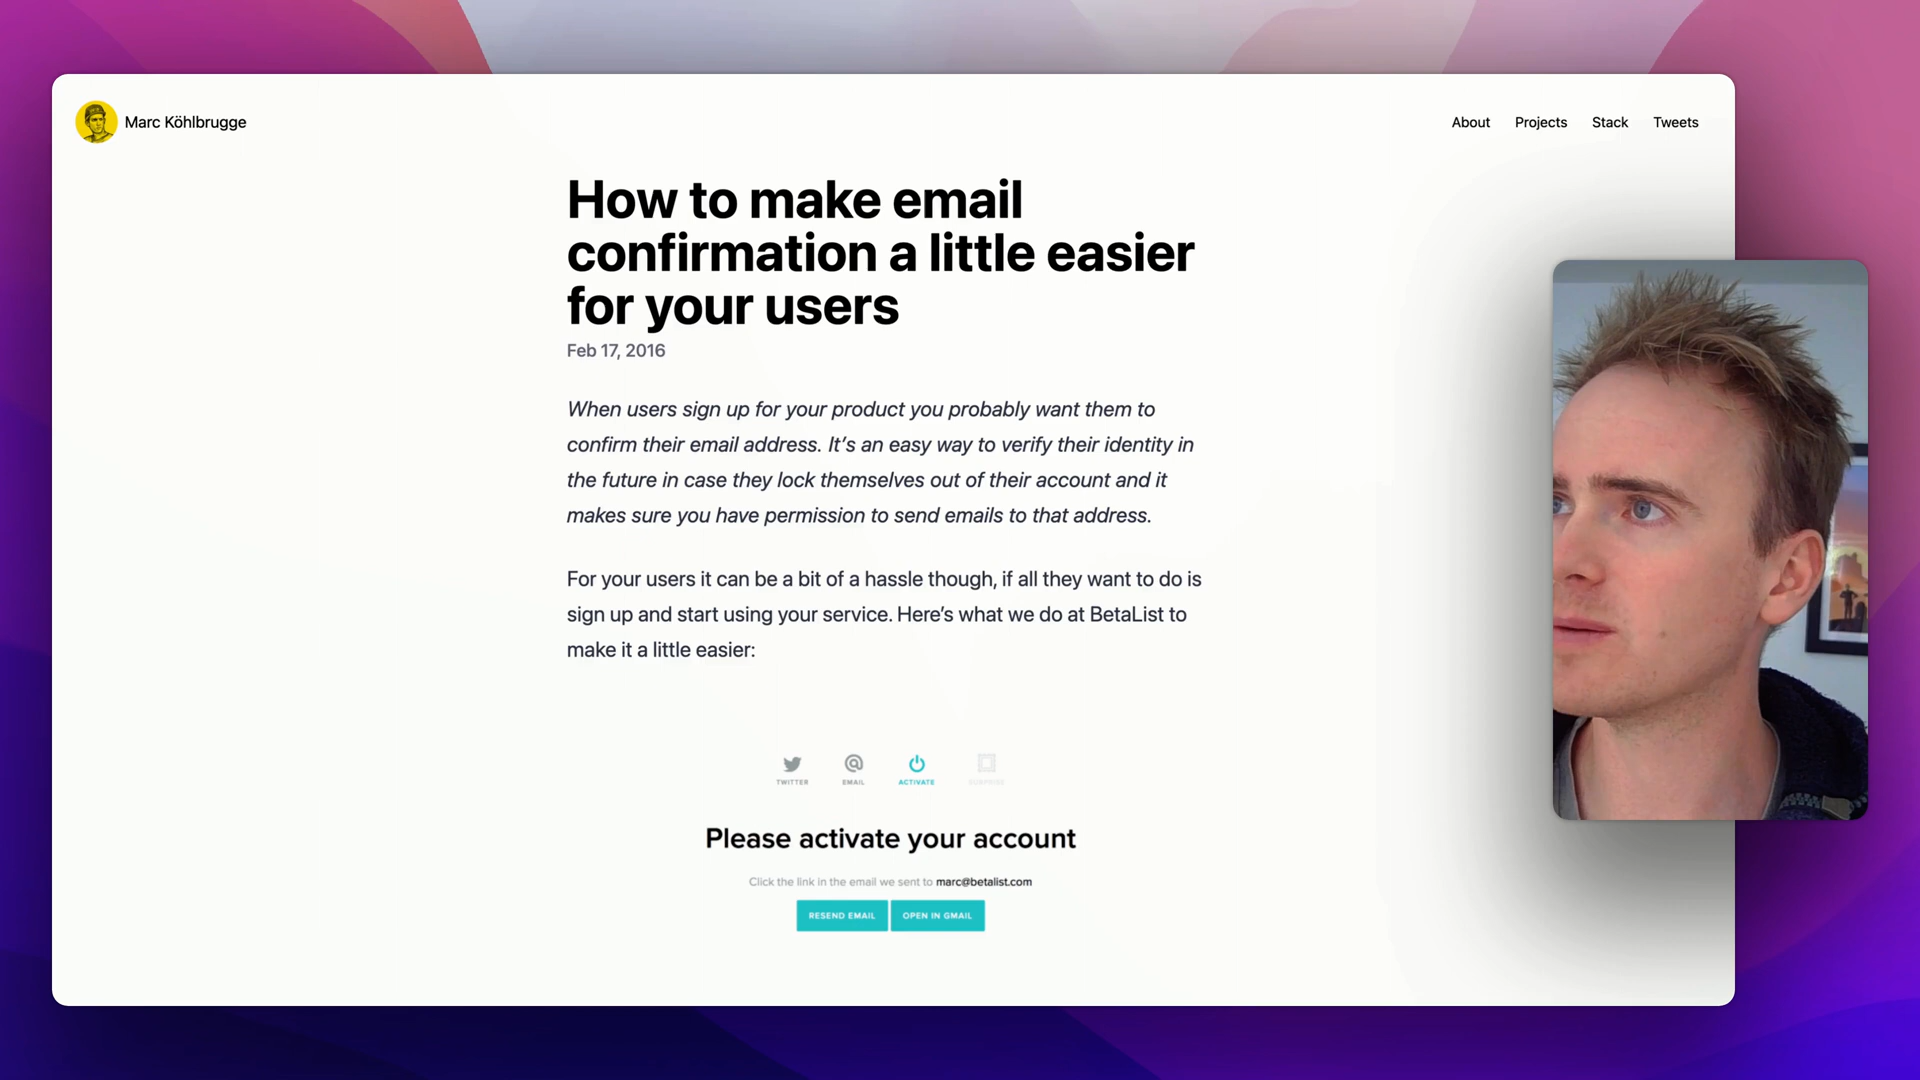 Marc Köhlbrugge
About Projects Stack Tweets
How to make email
confirmation a little easier
for your users
Feb 17, 2016
When users sign up for your product you probably want them to
confirm their email address. It’s an easy way to verify their identity in
the future in case they lock themselves out of their account and it
makes sure you have permission to send emails to that address.
For your users it can be a bit of a hassle though, if all they want to do is
sign up and start using your service. Here’s what we do at BetaList to
make it a little easier:
TWITTER EMAIL ACTIVATE
Please activate your account
Click the link in the email we sent to marc@betalist.com
RESEND EMAIL OPEN IN GMAIL